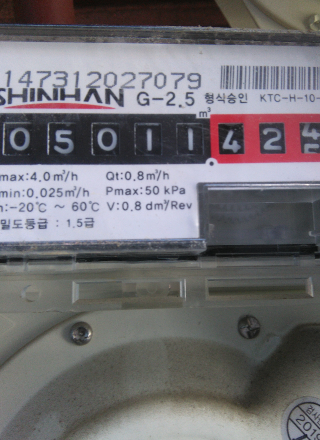 147312027079
SHINHAN G-2.5 형식승인 KTC-H-10-
m³
05011 42
max:4.0m³/h Qt:0.8m³/h
min:0.025m³/h Pmax:50 kPa
n:-20℃ ~ 60℃ V:0.8 dm³/Rev
밀도등급 : 1.5급